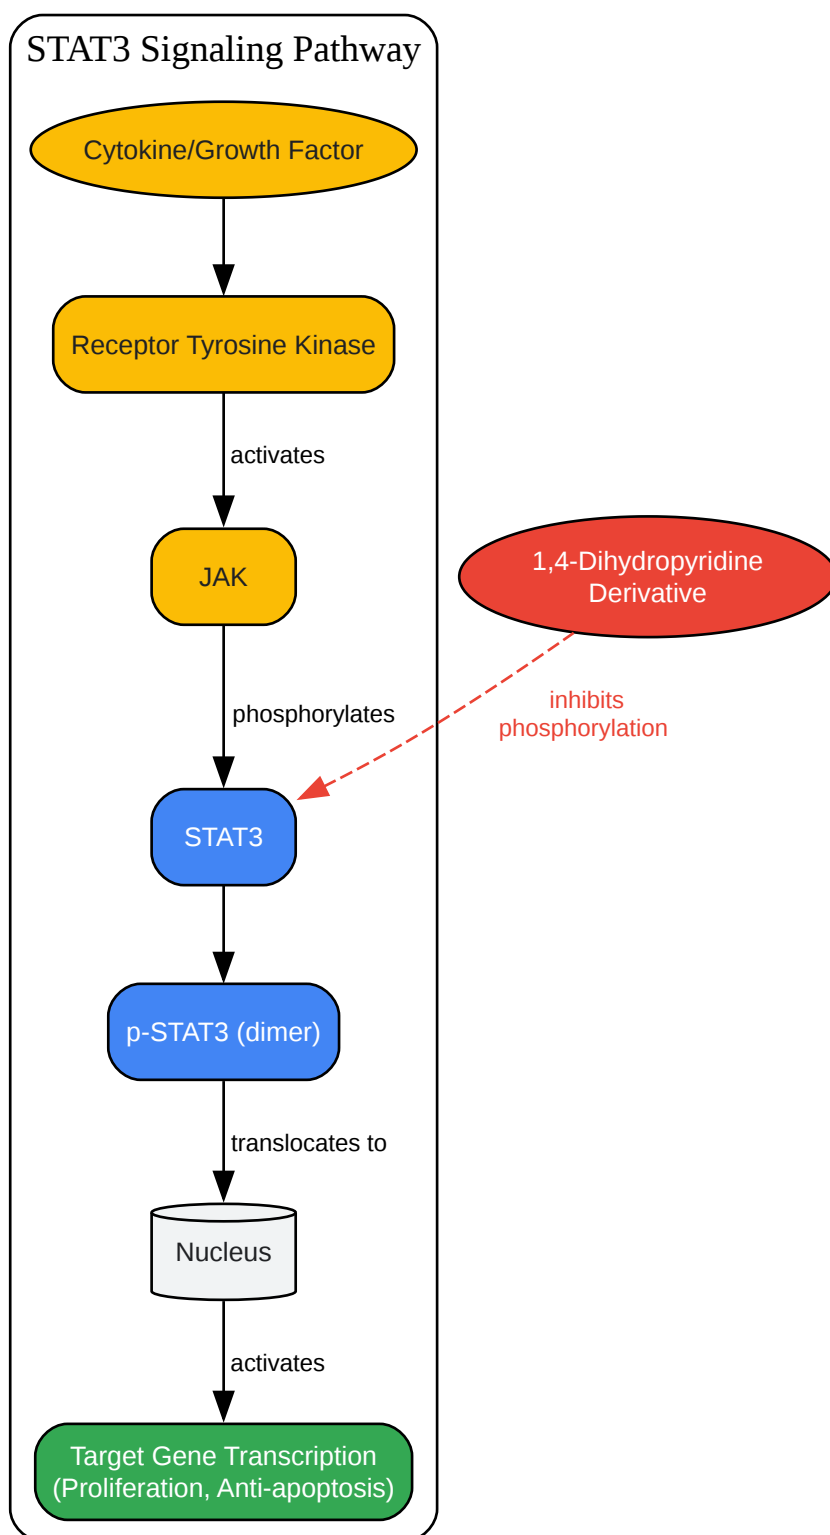 STAT3 Signaling Pathway
Cytokine/Growth Factor
Receptor Tyrosine Kinase
activates
JAK
1,4-Dihydropyridine
Derivative
inhibits
phosphorylation
phosphorylates
STAT3
p-STAT3 (dimer)
translocates to
Nucleus
activates
Target Gene Transcription
(Proliferation, Anti-apoptosis)